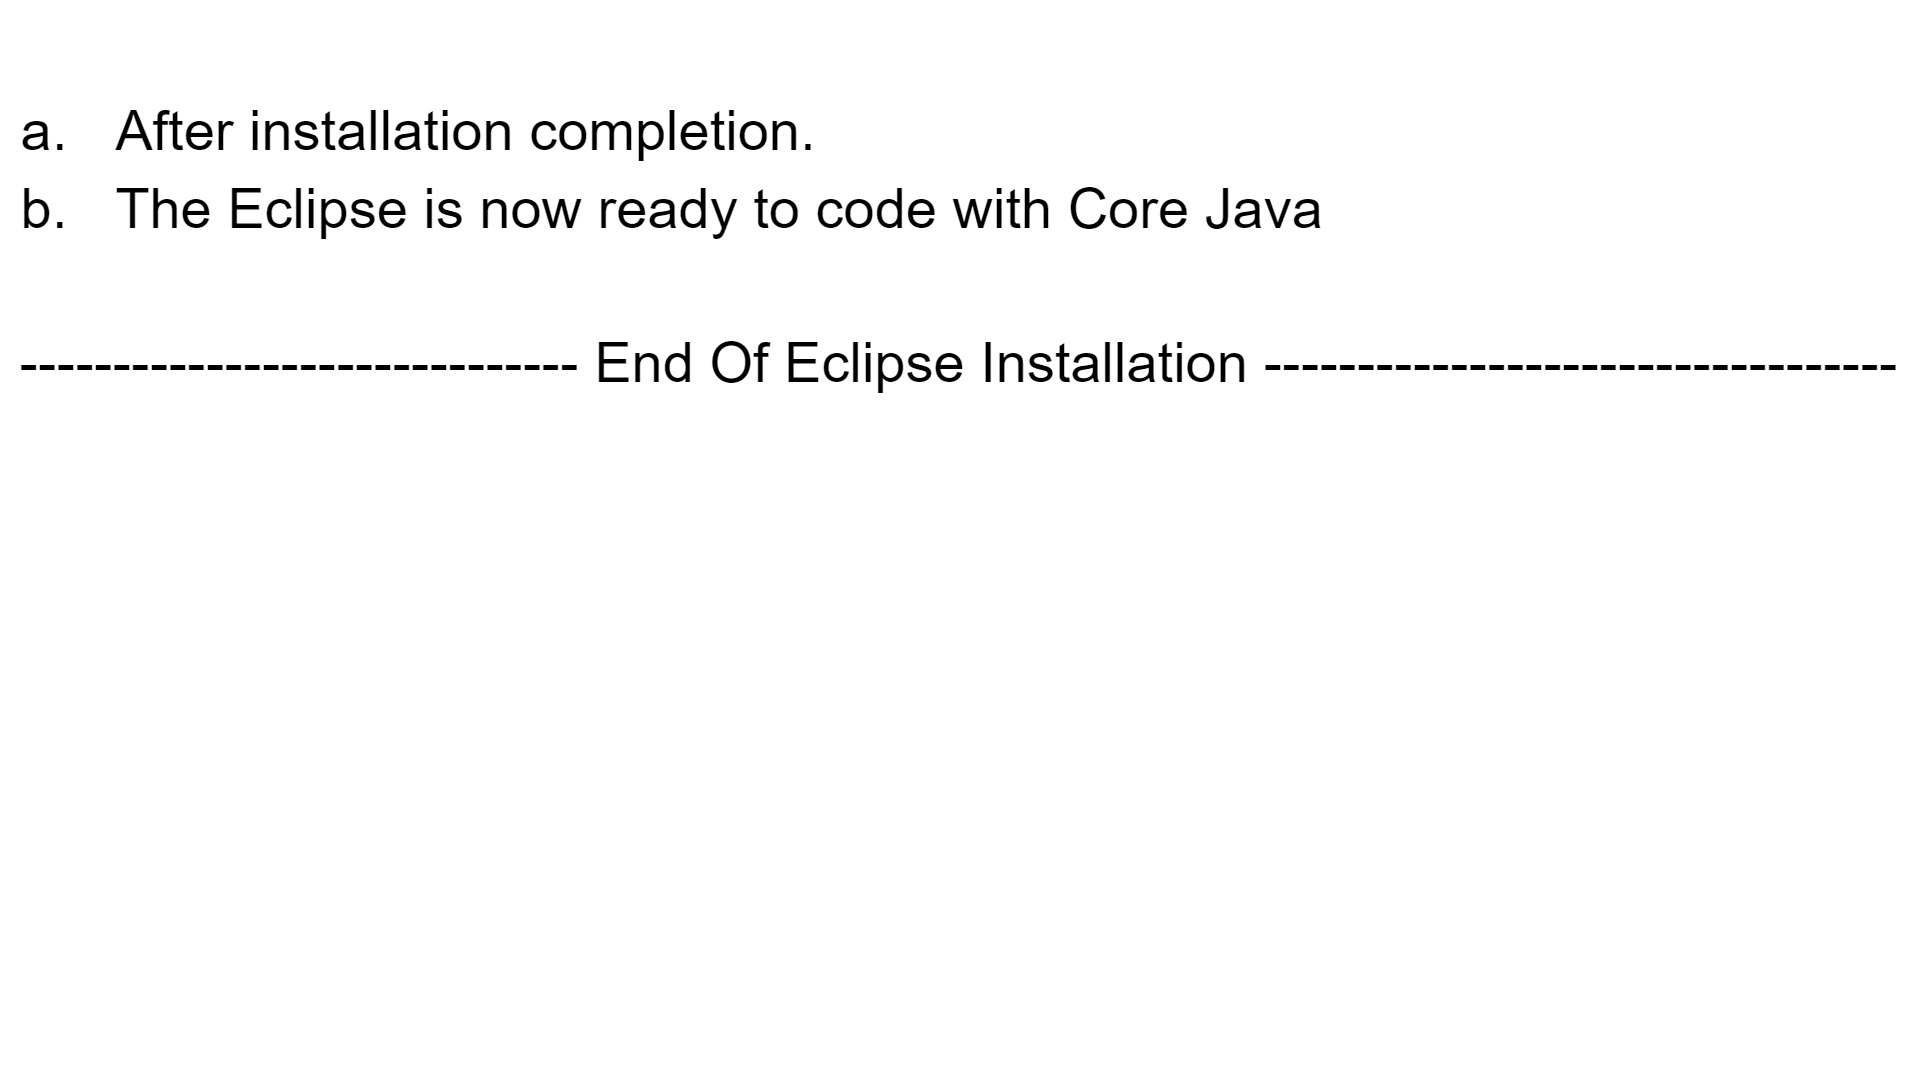 a. After installation completion.
b. The Eclipse is now ready to code with Core Java
------------------------------ End Of Eclipse Installation ----------------------------------